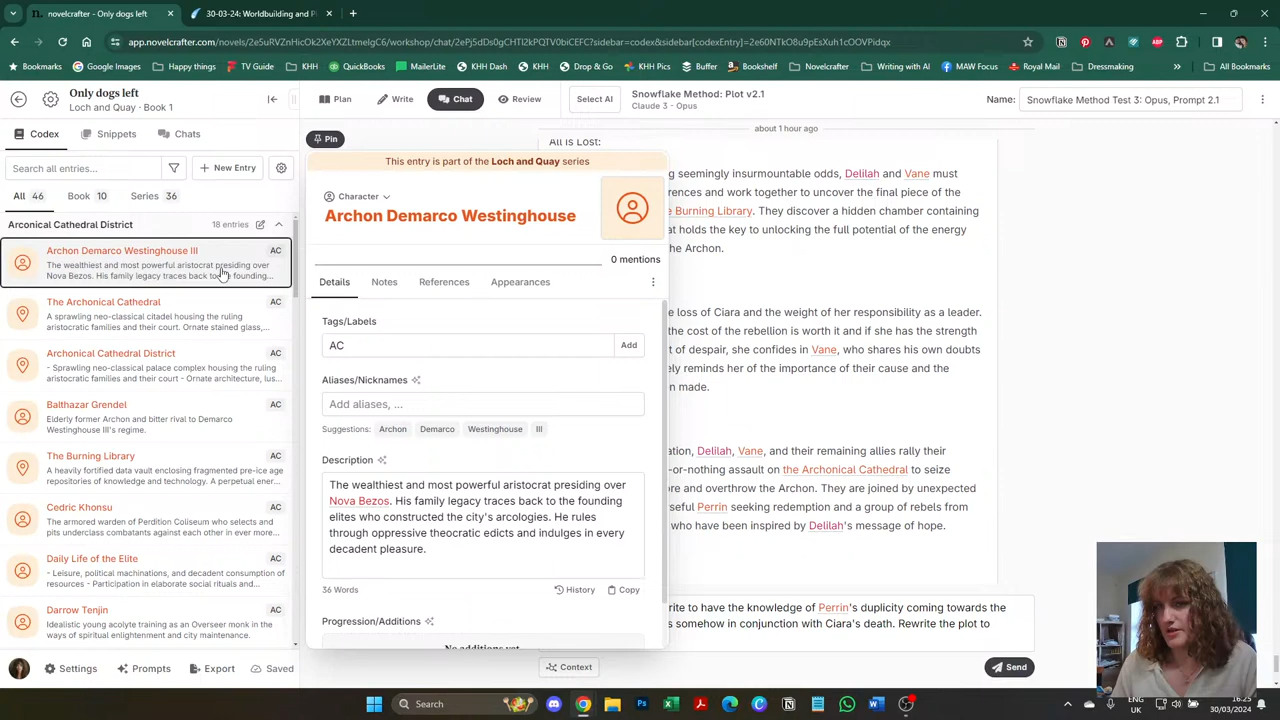 novelcrafter - Only dogs left
30-03-24: Worldbuilding and P
app.novelcrafter.com/novels/2e5uRVZncHicOk2XeYXZLtmelgC6/workshop/chat/2ePj5dDs0gCHTI2kPQTV0biCEFC?sidebar=codex&sidebar[codexEntry]=2e60NTkO8u9pEsXuh1cOOVPidqx
Bookmarks
Google Images
TV Guide
KHH
QuickBooks
MailerLite
KHH
Drop & Go
KHH Pics
Buffer
Bookmark This
Novelcrafter
Writing with AI
MAW Focus
Royal Mail
Dressmaking
All Bookmarks
Only dogs left
Loch and Quay - Book 1
Plan
Write
Chat
Review
Select AI
Snowflake Method: Plot v2.1
Claude 3 - Opus
Name:
Snowflake Method Test 3: Opus, Prompt 2.1
Codex
Snippets
Chats
Search all entries...
+ New Entry
All 46
Book 10
Series 36
Arconical Cathedral District
18 entries
Archon Demarco Westinghouse III
AC
The wealthiest and most powerful aristocrat presiding over
Nova Bezos. His family legacy traces back to the founding...
The Archonical Cathedral
AC
A sprawling neo-classical citadel housing the ruling
aristocratic families and their court. Ornate stained glass,...
Archonical Cathedral District
AC
- Sprawling neo-classical palace complex housing the ruling
aristocratic families and their court - Ornate architecture, lus...
Balthazar Grendel
AC
Elderly former Archon and bitter rival to Demarco
Westinghouse III's regime.
The Burning Library
AC
A heavily fortified data vault enclosing fragmented pre-ice age
repositories of knowledge and technology. A perpetual ener...
Cedric Khonsu
AC
The armored warden of Perdition Coliseum who selects and
pits underclass combatants against each other in ever more...
Daily Life of the Elite
AC
- Leisure, political machinations, and decadent consumption of
resources - Participation in elaborate social rituals and...
Darrow Tenjin
AC
Idealistic young acolyte training as an Overseer monk in the
ways of spiritual enlightenment and city maintenance.
Settings
Prompts
Export
Saved
Pin
This entry is part of the Loch and Quay series
Character
Archon Demarco Westinghouse
0 mentions
Details
Notes
References
Appearances
Tags/Labels
AC
Add
Aliases/Nicknames
Add aliases, ...
Suggestions:
Archon
Demarco
Westinghouse
III
Description
The wealthiest and most powerful aristocrat presiding over
Nova Bezos. His family legacy traces back to the founding
elites who constructed the city's arcologies. He rules
through oppressive theocratic edicts and indulges in every
decadent pleasure.
36 Words
History
Copy
Progression/Additions
No additions yet
about 1 hour ago
All is Lost:
g seemingly insurmountable odds, Delilah and Vane must
rences and work together to uncover the final piece of the
e Burning Library. They discover a hidden chamber containing
at holds the key to unlocking the full potential of the energy
he Archon.
e loss of Ciara and the weight of her responsibility as a leader.
the cost of the rebellion is worth it and if she has the strength
t of despair, she confides in Vane, who shares his own doubts
ely reminds her of the importance of their cause and the
en made.
ation, Delilah, Vane, and their remaining allies rally their
-or-nothing assault on the Archonical Cathedral to seize
ore and overthrow the Archon. They are joined by unexpected
seful Perrin seeking redemption and a group of rebels from
who have been inspired by Delilah's message of hope.
rite to have the knowledge of Perrin's duplicity coming towards the
s somehow in conjunction with Ciara's death. Rewrite the plot to
Context
Send
Search
ENG
UK
16:25
30/03/2024